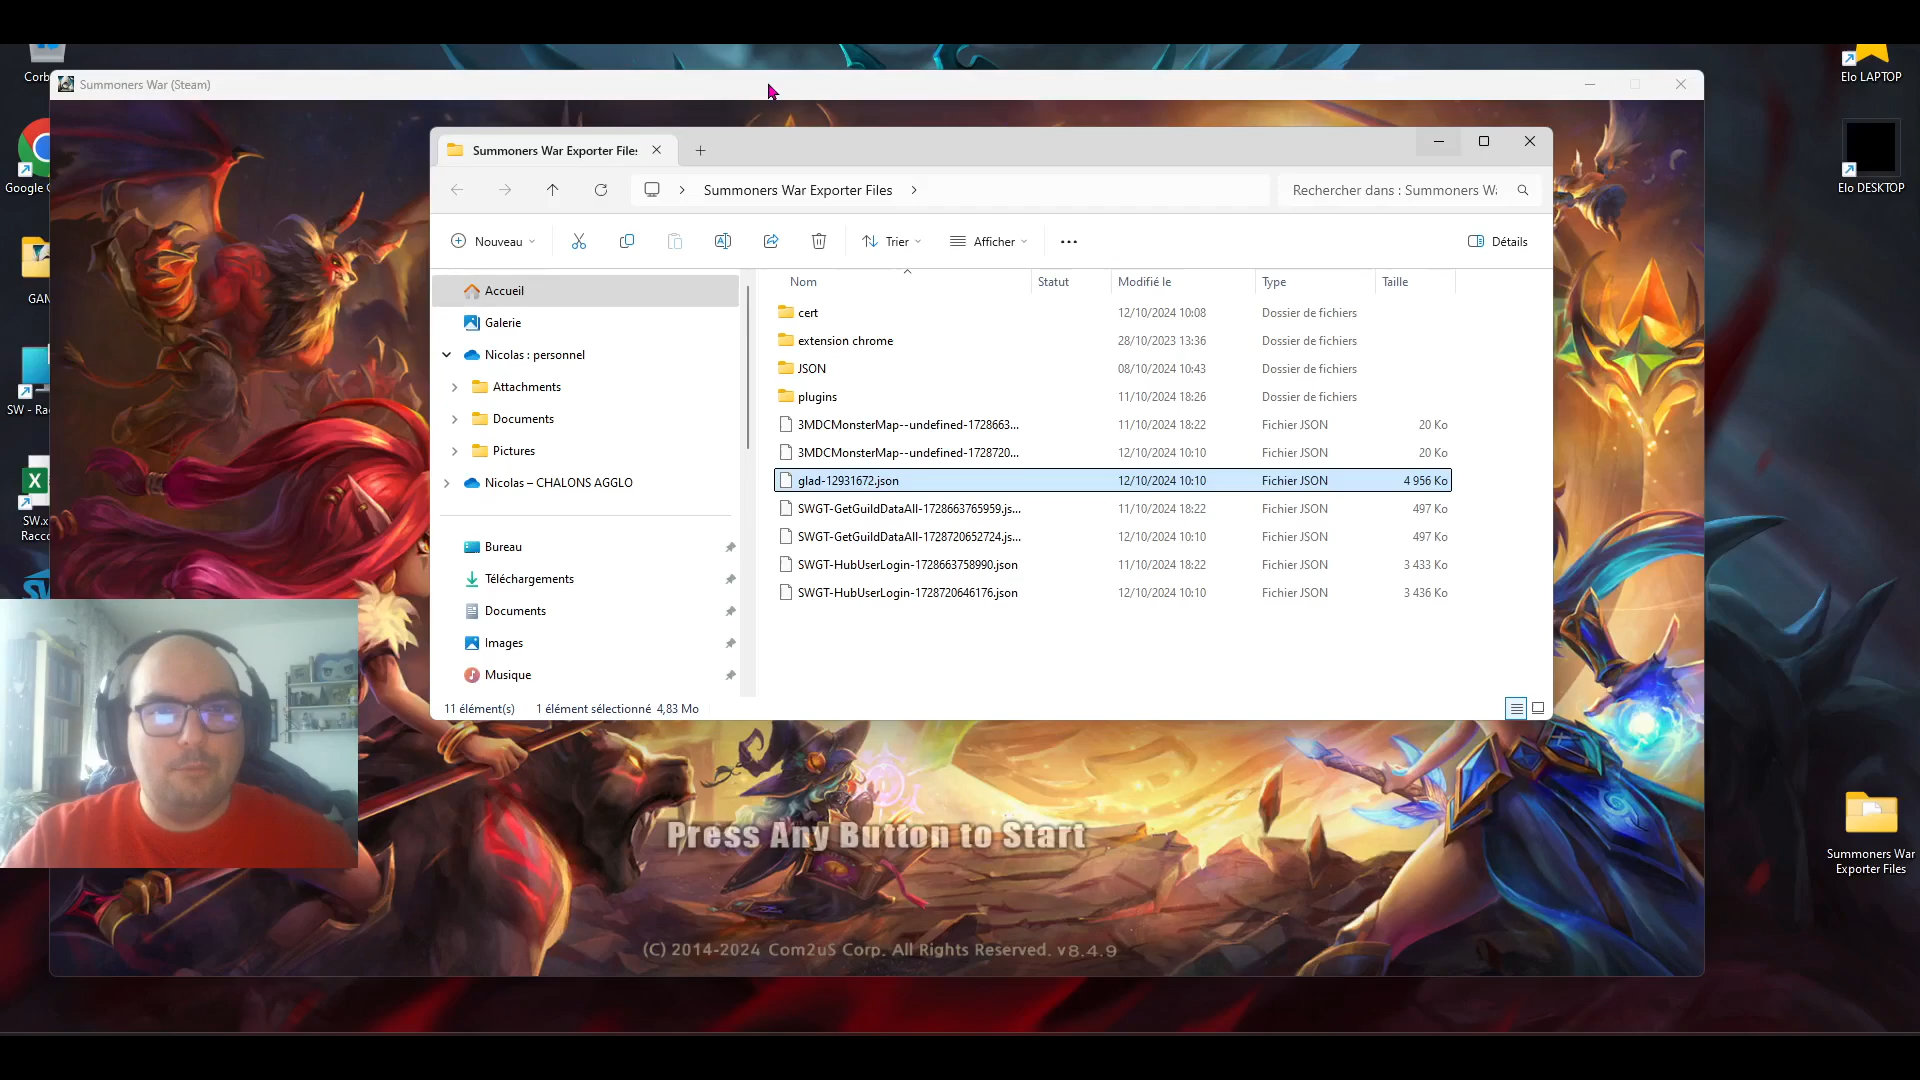 Elo LAPTOP
Summoners War (Steam)
Summoners War Exporter Files
Elo DESKTOP
Summoners War Exporter Files
Rechercher dans : Summoners Wa
Nouveau
Trier
Afficher
Détails
Nom
Statut
Modifié le
Type
Taille
Accueil
Galerie
Nicolas : personnel
Attachments
Documents
Pictures
Nicolas – CHALONS AGGLO
Bureau
Téléchargements
Documents
Images
Musique
cert 12/10/2024 10:08 Dossier de fichiers
extension chrome 28/10/2023 13:36 Dossier de fichiers
JSON 08/10/2024 10:43 Dossier de fichiers
plugins 11/10/2024 18:26 Dossier de fichiers
3MDCMonsterMap--undefined-1728663... 11/10/2024 18:22 Fichier JSON 20 Ko
3MDCMonsterMap--undefined-1728720... 12/10/2024 10:10 Fichier JSON 20 Ko
glad-12931672.json 12/10/2024 10:10 Fichier JSON 4 956 Ko
SWGT-GetGuildDataAll-1728663765959.js... 11/10/2024 18:22 Fichier JSON 497 Ko
SWGT-GetGuildDataAll-1728720652724.js... 12/10/2024 10:10 Fichier JSON 497 Ko
SWGT-HubUserLogin-1728663758990.json 11/10/2024 18:22 Fichier JSON 3 433 Ko
SWGT-HubUserLogin-1728720646176.json 12/10/2024 10:10 Fichier JSON 3 436 Ko
11 élément(s)
1 élément sélectionné 4,83 Mo
Press Any Button to Start
(C) 2014-2024 Com2uS Corp. All Rights Reserved. v8.4.9
Corb
Google
GAN
SW - Ra
SW.x
Racco
Summoners War
Exporter Files